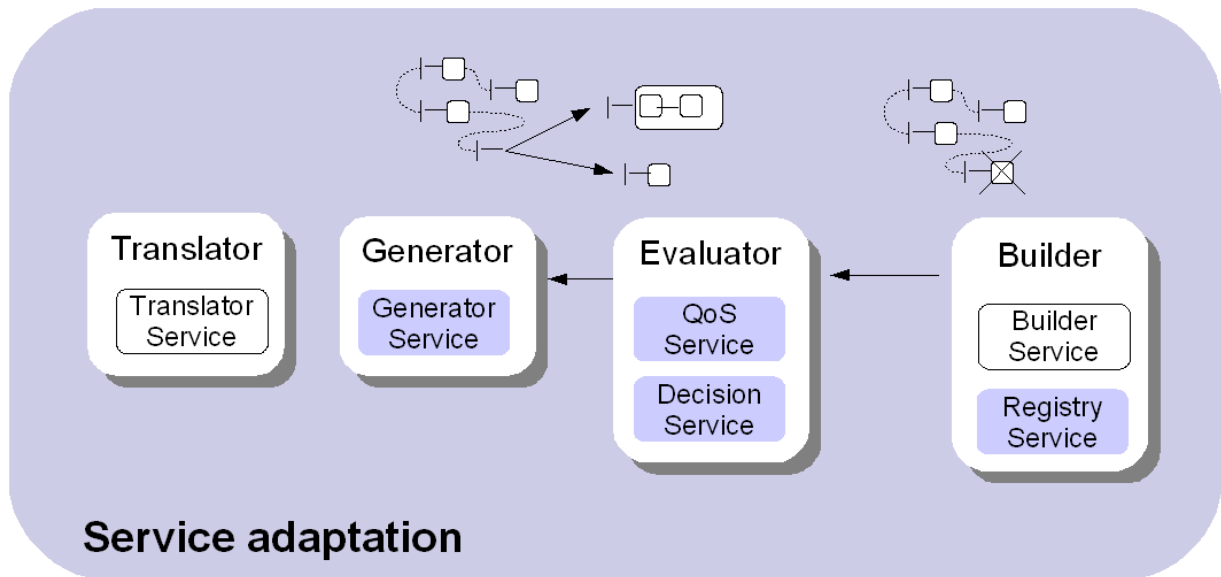 Translator
Translator
Service
Generator
Generator
Service
Evaluator
QoS
Service
Decision
Service
Builder
Builder
Service
Registry
Service
Service adaptation